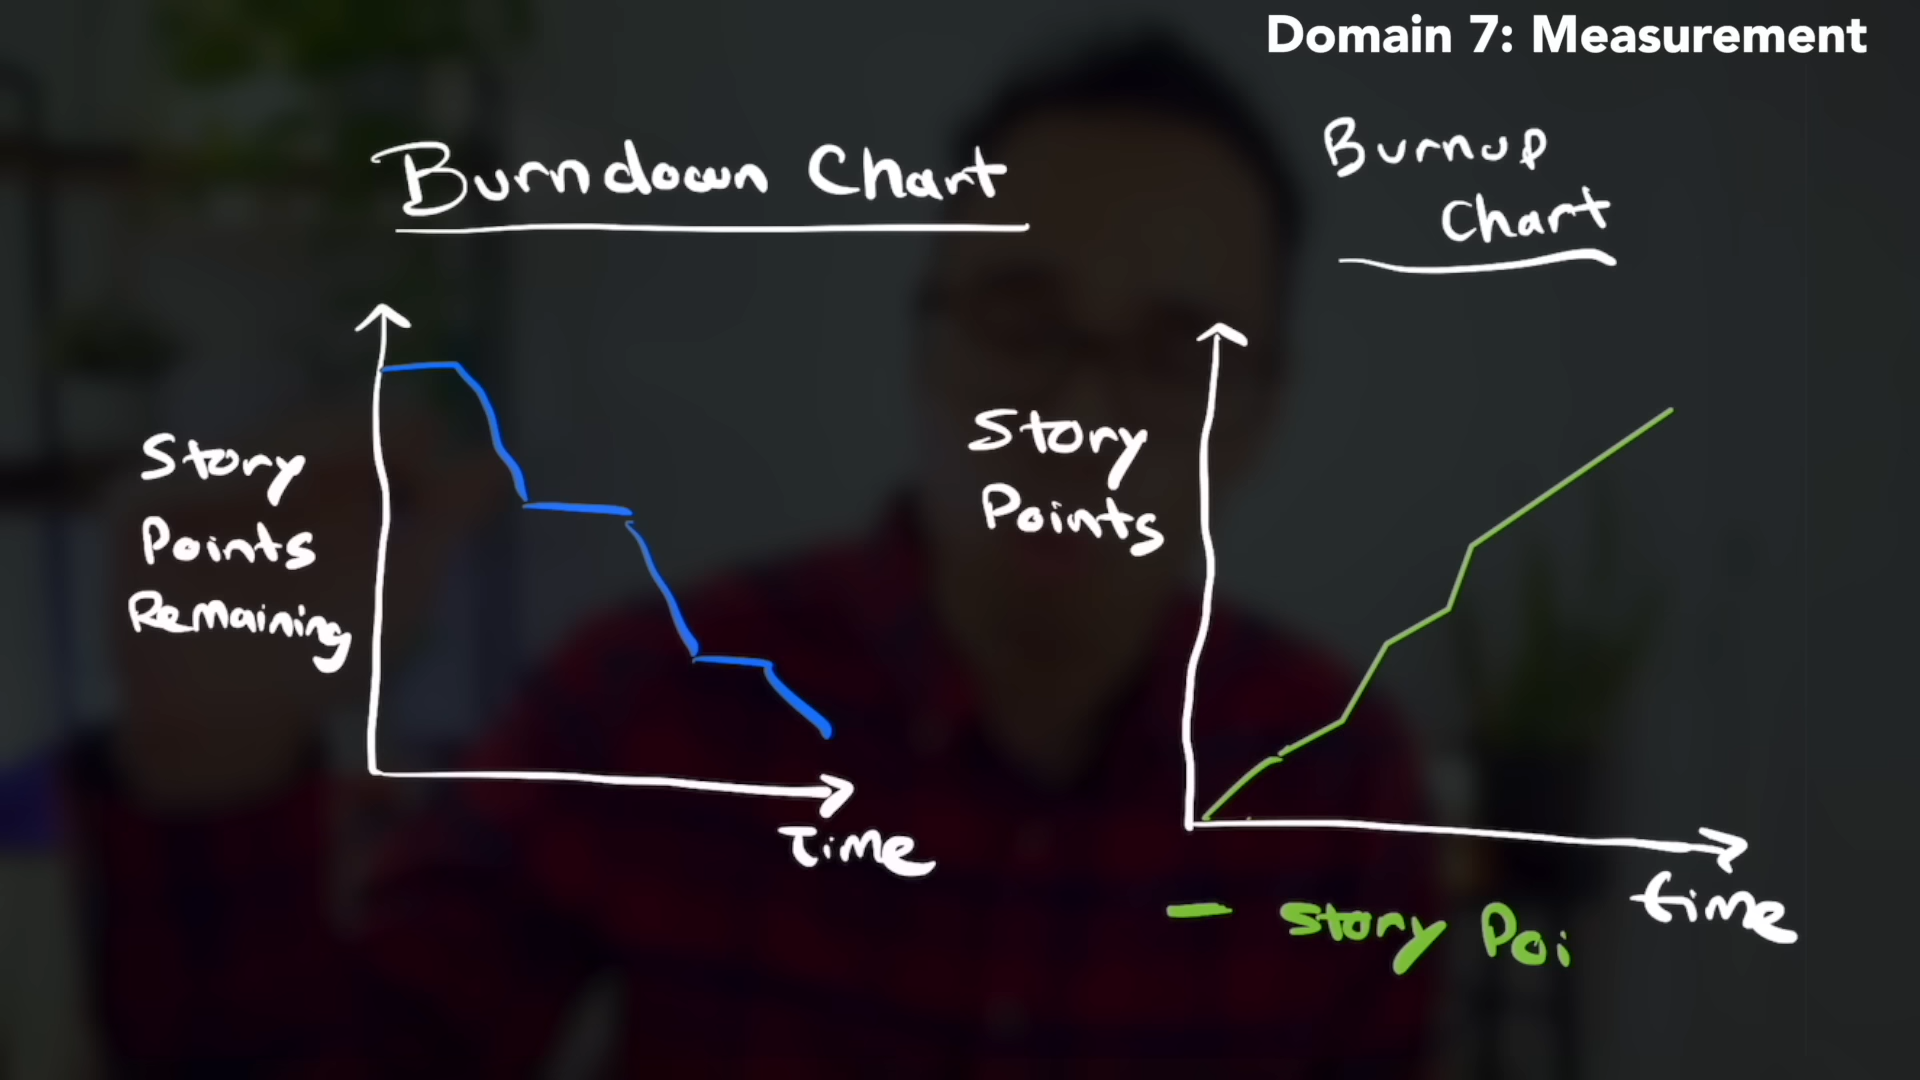 Domain 7: Measurement
Burndown Chart
Burnup
Chart
Story
Points
Remaining
Time
Story
Points
time
Story Poi